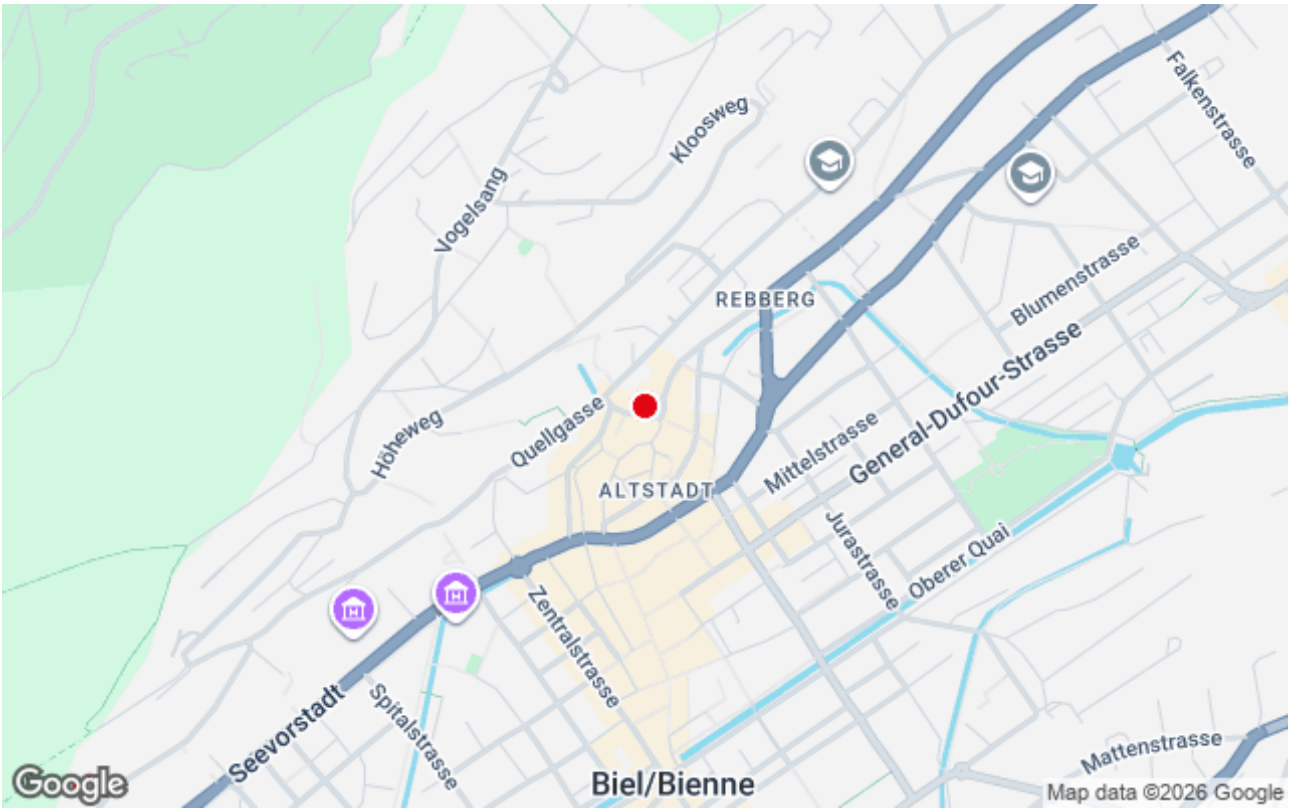 Falkenstrasse
Kloosweg
Vogelsang
Blumenstrasse
REBBERG
General-Dufour-Strasse
Höheweg
Quellgasse
Mittelstrasse
ALTSTADT
Jurastrasse
Oberer Quai
Zentralstrasse
Seevorstadt
Spitalstrasse
Mattenstrasse
Biel/Bienne
Google
Map data ©2026 Google